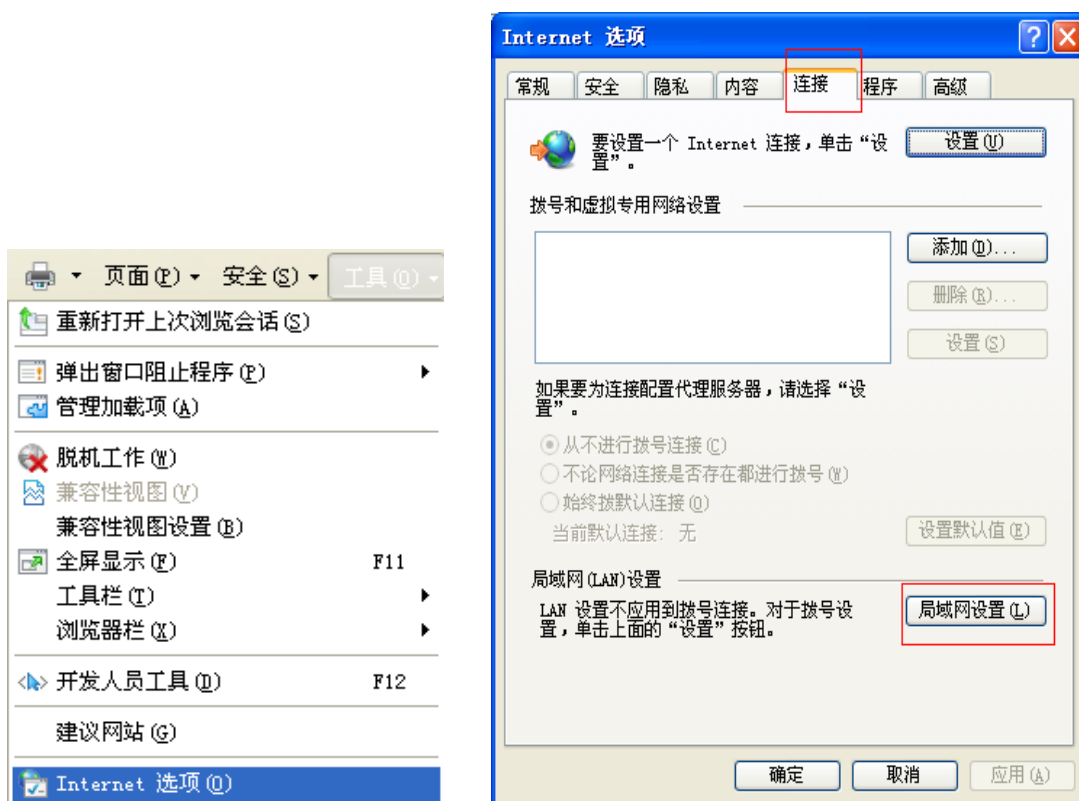 页面(P)
安全(S)
工具(O)
重新打开上次浏览会话(S)
弹出窗口阻止程序(P)
管理加载项(A)
脱机工作(W)
兼容性视图(V)
兼容性视图设置(B)
全屏显示(F) F11
工具栏(T)
浏览器栏(X)
开发人员工具(D) F12
建议网站(G)
Internet 选项(O)
Internet 选项
常规 安全 隐私 内容 连接 程序 高级
要设置一个 Internet 连接，单击“设
置”。
设置(U)
拨号和虚拟专用网络设置
添加(D)...
删除(R)...
设置(S)
如果要为连接配置代理服务器，请选择“设
置”。
从不进行拨号连接(C)
不论网络连接是否存在都进行拨号(W)
始终拨默认连接(O)
当前默认连接: 无
设置默认值(E)
局域网(LAN)设置
LAN 设置不应用到拨号连接。对于拨号设
置，单击上面的“设置”按钮。
局域网设置(L)
确定 取消 应用(A)